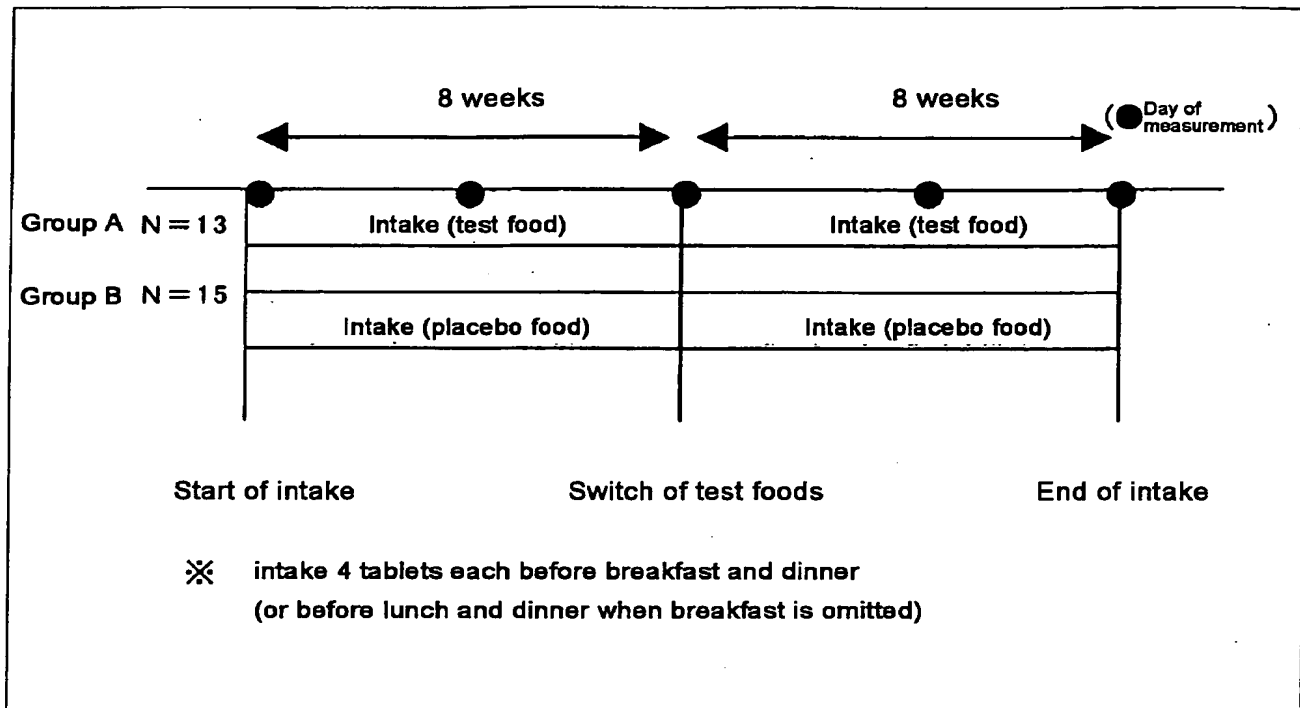 8 weeks 8 weeks
(●Day of
measurement)
Group A N=13 Intake (test food) Intake (test food)
Group B N=15
Intake (placebo food) Intake (placebo food)
Start of intake Switch of test foods End of intake
※ intake 4 tablets each before breakfast and dinner
(or before lunch and dinner when breakfast is omitted)